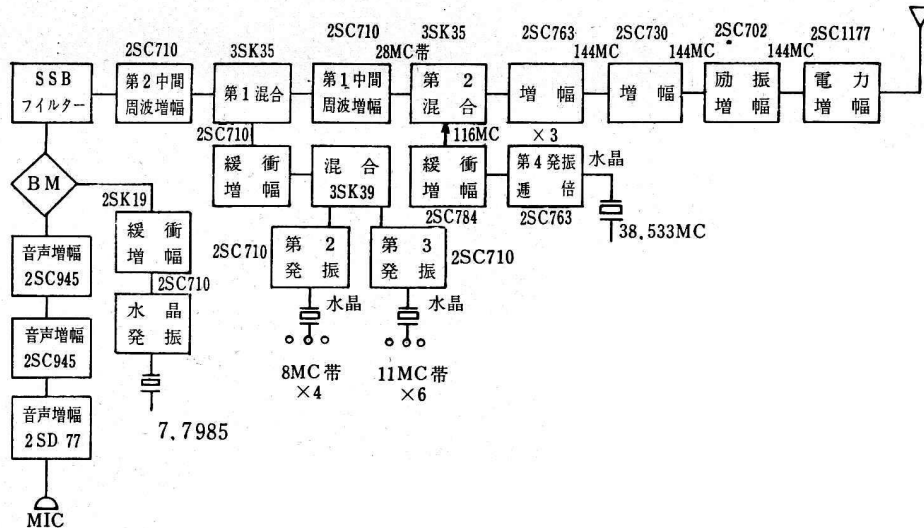 2SC710
3SK35
2SC710
3SK35
2SC763
2SC730
2SC702
2SC1177
28MC帯
144MC
144MC
144MC
SSB
フイルター
第2中間
周波増幅
第1混合
第1中間
周波増幅
第2
混合
増幅
増幅
励振
増幅
電力
増幅
2SC710
116MC
×3
BM
2SK19
緩衝
増幅
混合
3SK39
緩衝
増幅
第4発振
逓倍
水晶
2SC784
2SC763
38,533MC
緩衝
増幅
2SC710
第2
発振
第3
発振
2SC710
音声増幅
2SC945
2SC710
水晶
発振
水晶
水晶
音声増幅
2SC945
8MC帯
×4
11MC帯
×6
音声増幅
2SD 77
7,7985
MIC